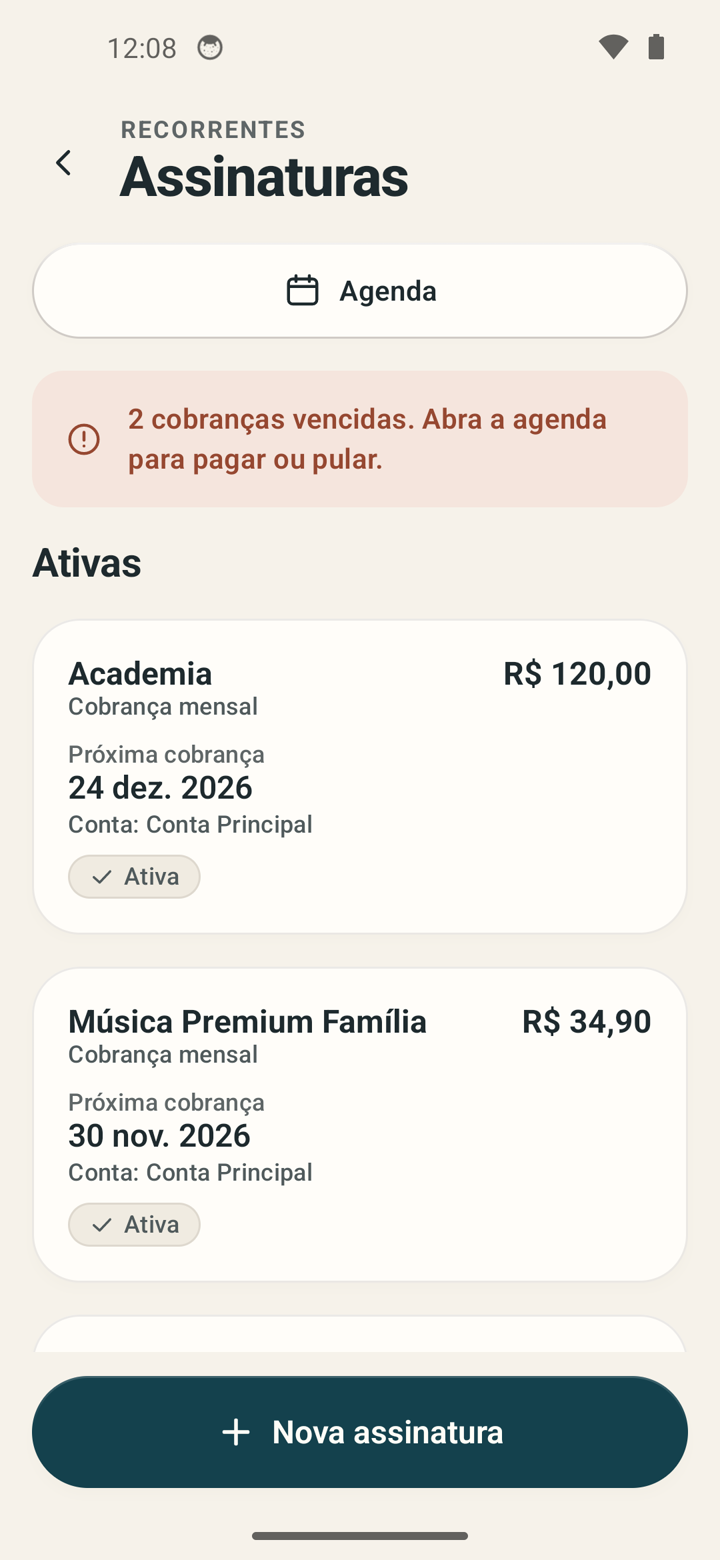 12:08
RECORRENTES
Assinaturas
Agenda
2 cobranças vencidas. Abra a agenda
para pagar ou pular.
Ativas
Academia R$ 120,00
Cobrança mensal
Próxima cobrança
24 dez. 2026
Conta: Conta Principal
Ativa
Música Premium Família R$ 34,90
Cobrança mensal
Próxima cobrança
30 nov. 2026
Conta: Conta Principal
Ativa
Nova assinatura